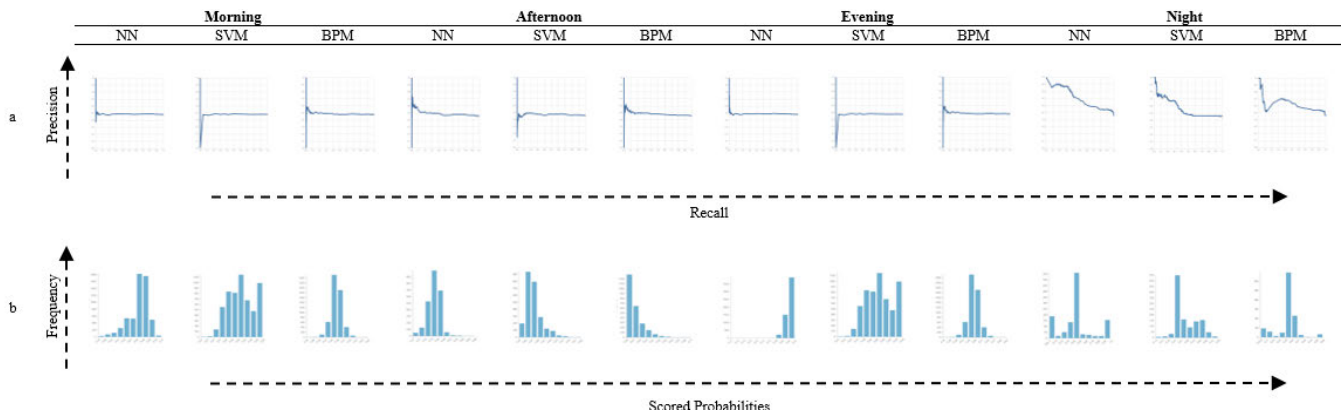 Morning Afternoon Evening Night
NN SVM BPM NN SVM BPM NN SVM BPM NN SVM BPM
a
Precision
Recall
b
Frequency
Scored Probabilities